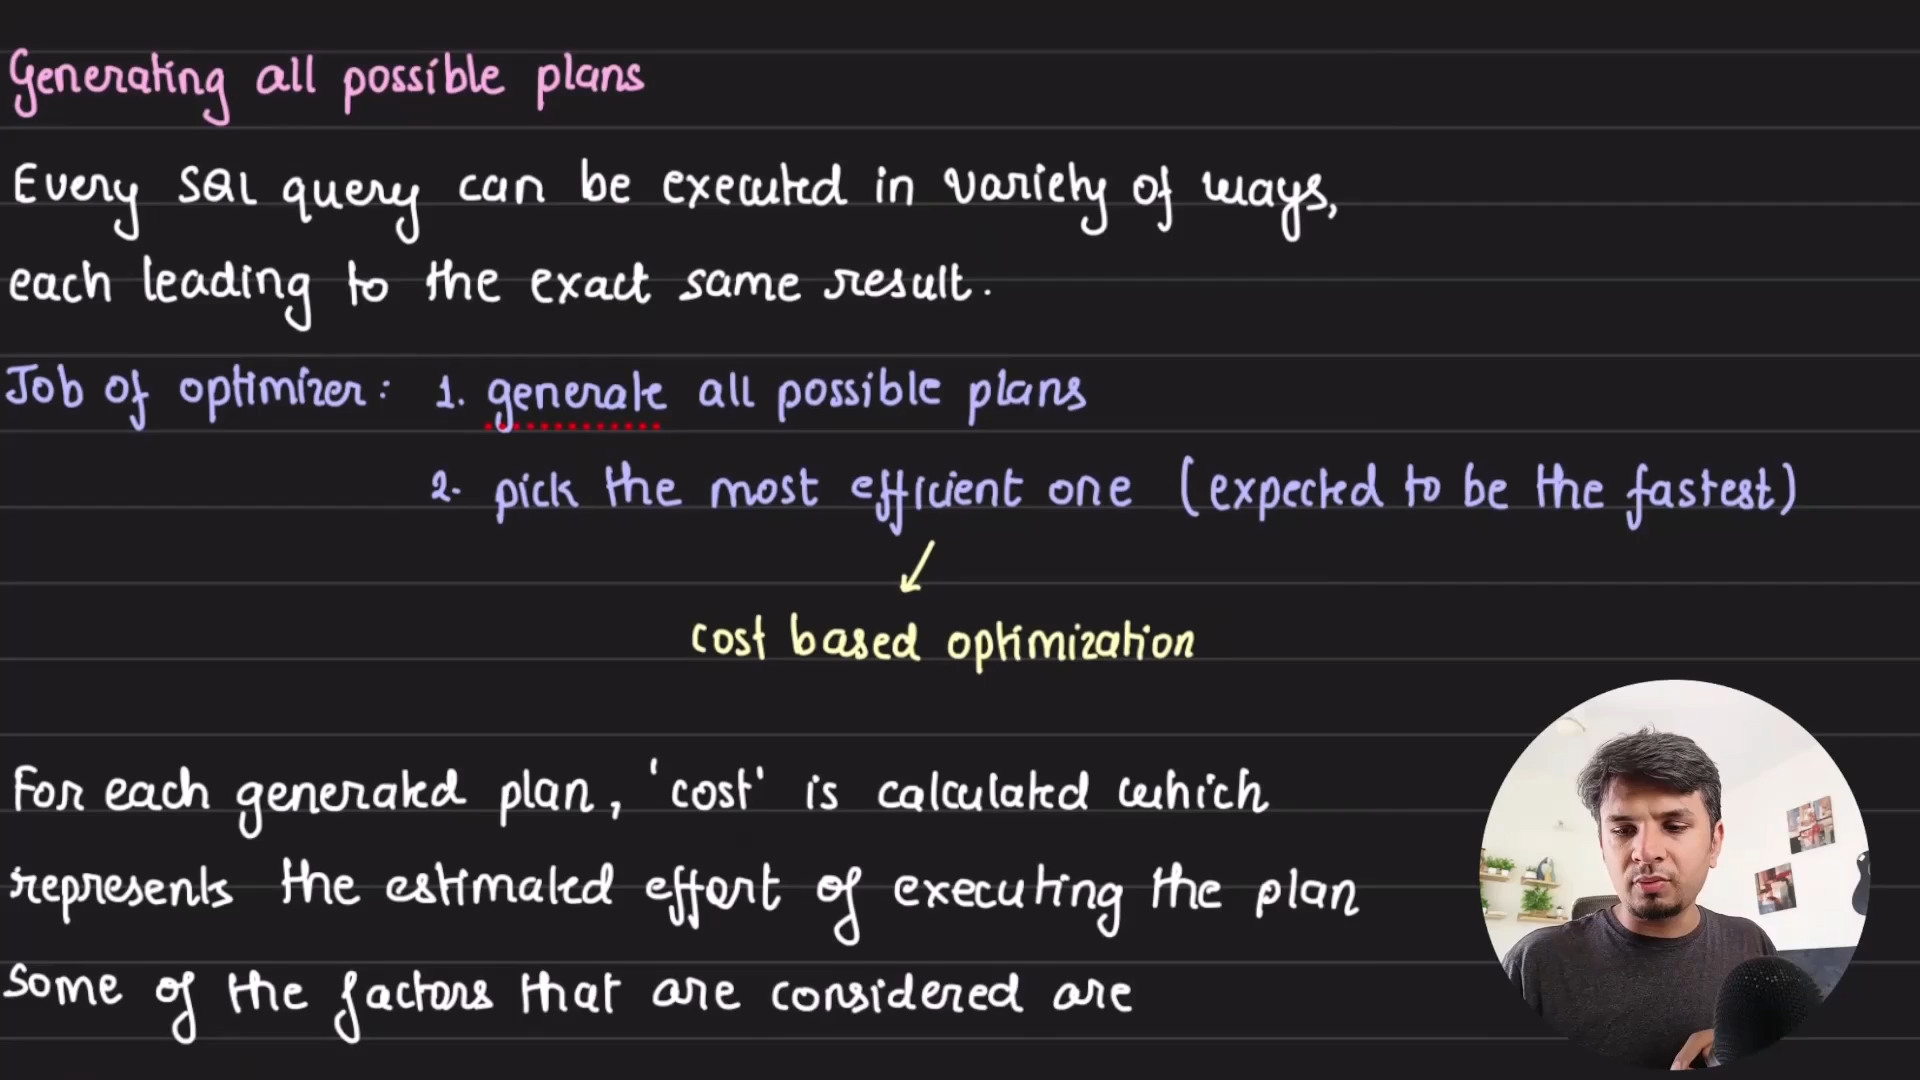 Generating all possible plans
Every SQL query can be executed in variety of ways,
each leading to the exact same result.
Job of optimizer: 1. generate all possible plans
2. pick the most efficient one (expected to be the fastest)
cost based optimization
For each generated plan, 'cost' is calculated which
represents the estimated effort of executing the plan
Some of the factors that are considered are